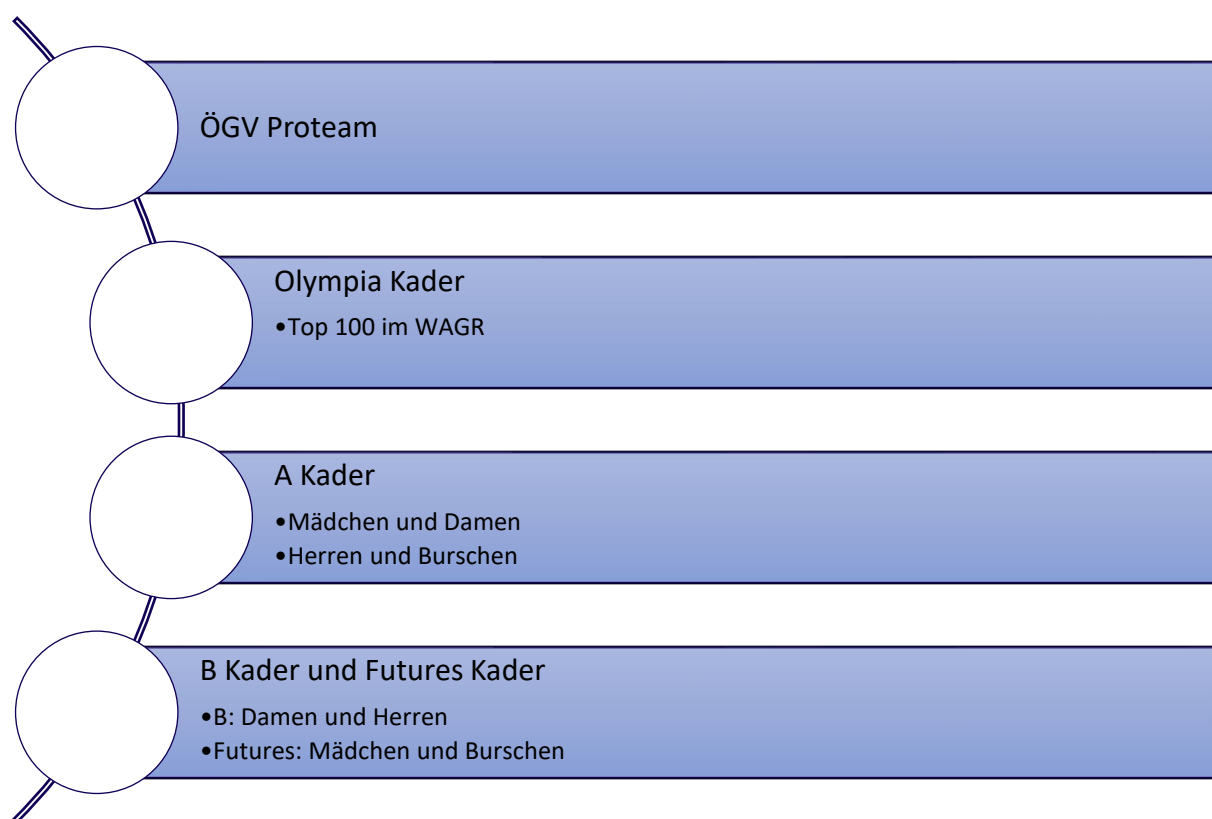 ÖGV Proteam
Olympia Kader
•Top 100 im WAGR
A Kader
•Mädchen und Damen
•Herren und Burschen
B Kader und Futures Kader
•B: Damen und Herren
•Futures: Mädchen und Burschen